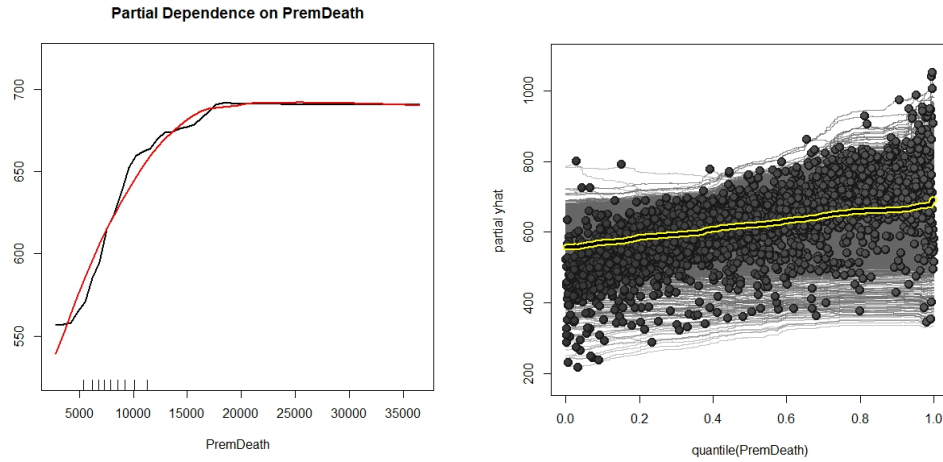 Partial Dependence on PremDeath
700
650
600
550
5000 10000 15000 20000 25000 30000 35000
PremDeath
1000
800
600
400
200
partial yhat
0.0 0.2 0.4 0.6 0.8 1.0
quantile(PremDeath)